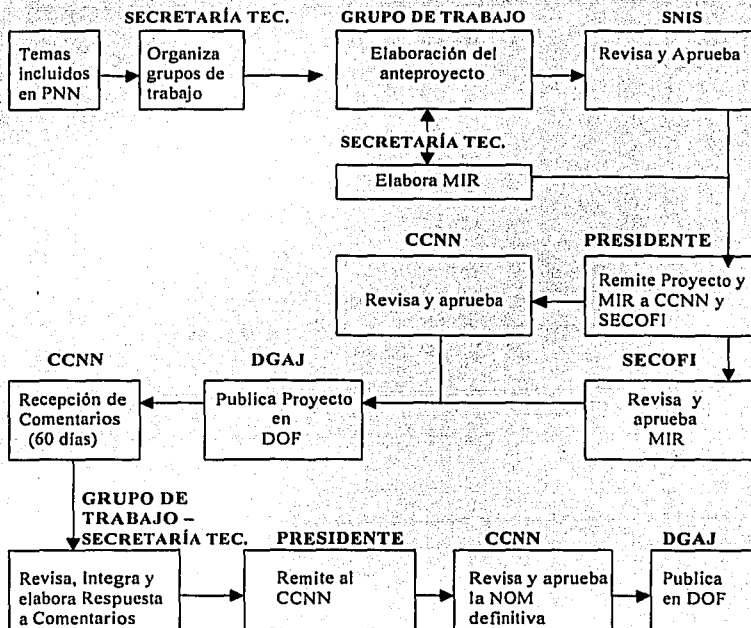 SECRETARÍA TEC.
GRUPO DE TRABAJO
SNIS
Temas
incluidos
en PNN
Organiza
grupos de
trabajo
Elaboración del
anteproyecto
Revisa y Aprueba
SECRETARÍA TEC.
Elabora MIR
CCNN
PRESIDENTE
Revisa y aprueba
Remite Proyecto y
MIR a CCNN y
SECOFI
CCNN
DGAJ
SECOFI
Recepción de
Comentarios
(60 días)
Publica Proyecto
en
DOF
Revisa y
aprueba
MIR
GRUPO DE
TRABAJO –
SECRETARÍA TEC.
PRESIDENTE
CCNN
DGAJ
Revisa, Integra y
elabora Respuesta
a Comentarios
Remite al
CCNN
Revisa y aprueba
la NOM
definitiva
Publica
en DOF